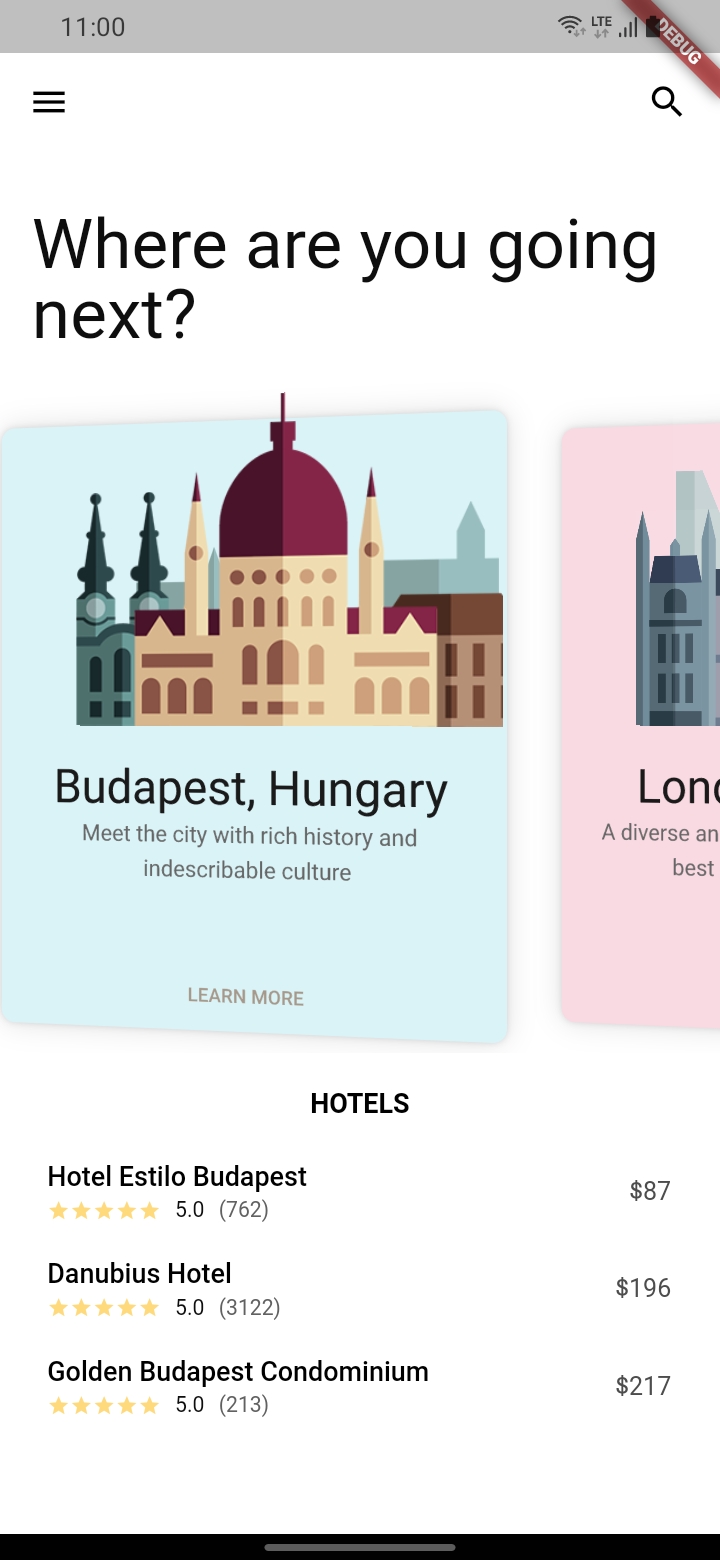 11:00
LTE
DEBUG
Where are you going
next?
Budapest, Hungary
Meet the city with rich history and
indescribable culture
LEARN MORE
Lond
A diverse an
best
HOTELS
Hotel Estilo Budapest
5.0 (762)
$87
Danubius Hotel
5.0 (3122)
$196
Golden Budapest Condominium
5.0 (213)
$217